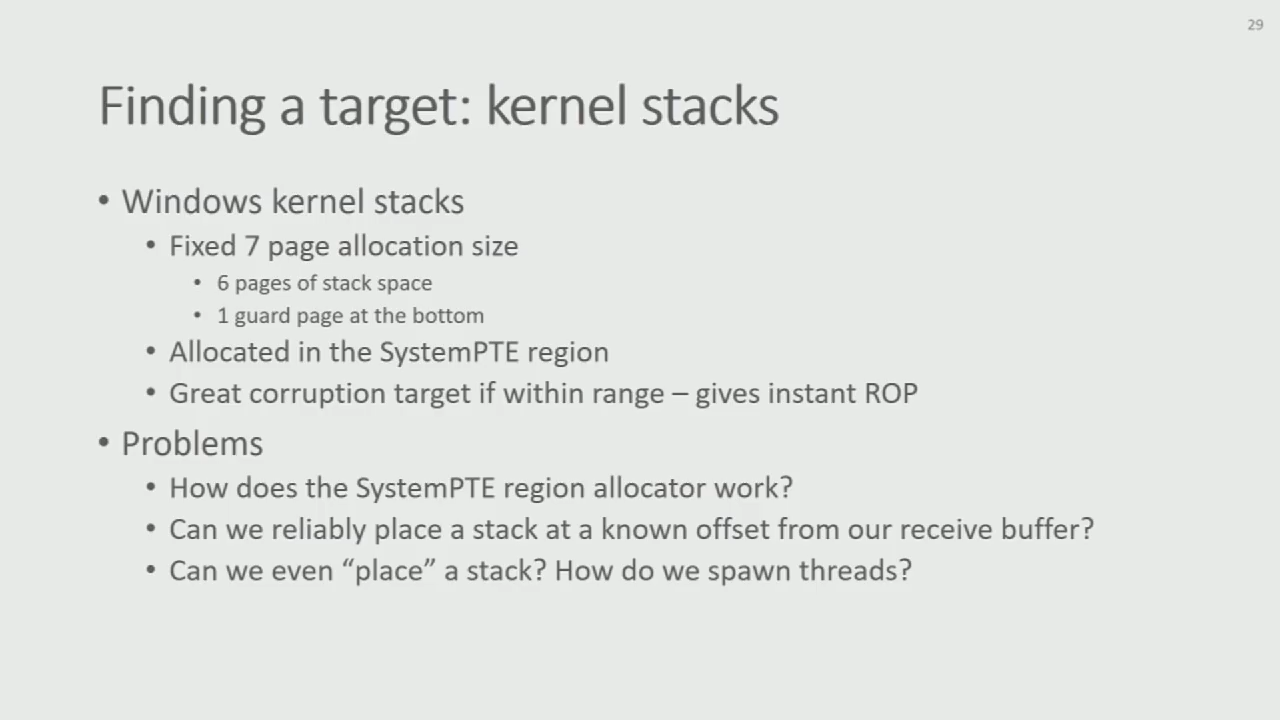 29
Finding a target: kernel stacks
• Windows kernel stacks
• Fixed 7 page allocation size
• 6 pages of stack space
• 1 guard page at the bottom
• Allocated in the SystemPTE region
• Great corruption target if within range – gives instant ROP
• Problems
• How does the SystemPTE region allocator work?
• Can we reliably place a stack at a known offset from our receive buffer?
• Can we even “place” a stack? How do we spawn threads?